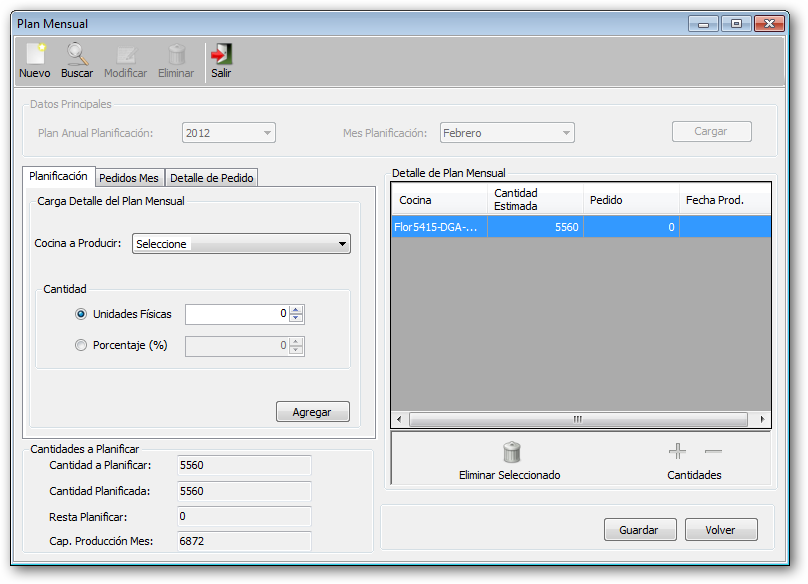 Plan Mensual
Nuevo Buscar Modificar Eliminar Salir
Datos Principales
Plan Anual Planificación: 2012 Mes Planificación: Febrero Cargar
Planificación Pedidos Mes Detalle de Pedido
Carga Detalle del Plan Mensual
Cocina a Producir: Seleccione
Cantidad
Unidades Físicas 0
Porcentaje (%) 0
Agregar
Cantidades a Planificar
Cantidad a Planificar: 5560
Cantidad Planificada: 5560
Resta Planificar: 0
Cap. Producción Mes: 6872
Detalle de Plan Mensual
Cocina Cantidad Estimada Pedido Fecha Prod.
Flor5415-DGA-... 5560 0
Eliminar Seleccionado Cantidades
Guardar Volver